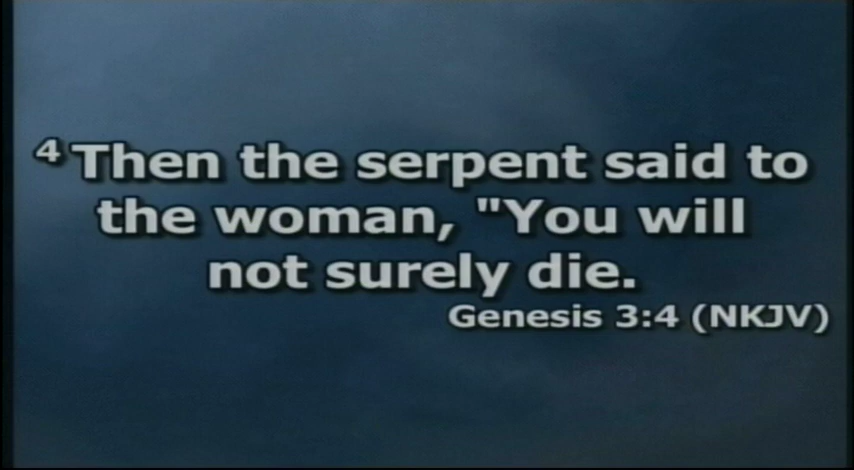 4 Then the serpent said to
the woman, "You will
not surely die.
Genesis 3:4 (NKJV)